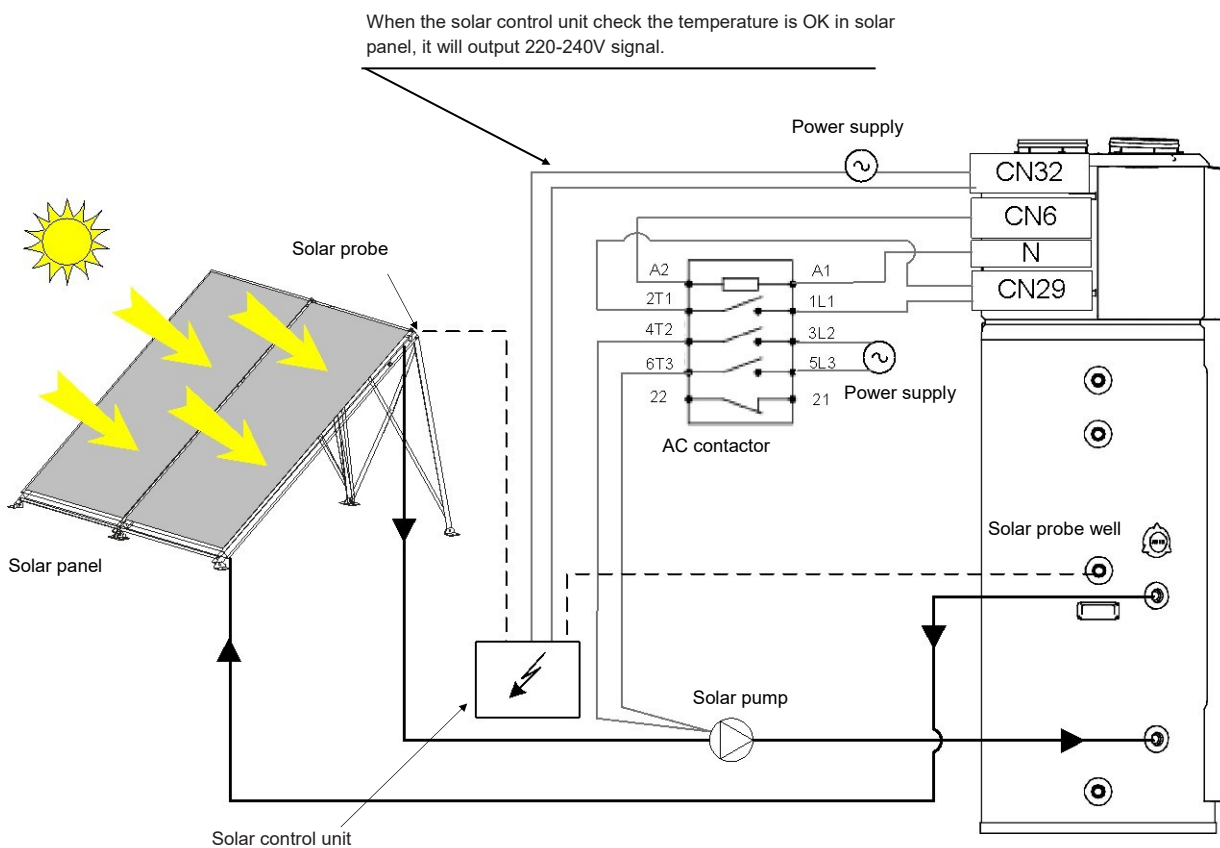 When the solar control unit check the temperature is OK in solar
panel, it will output 220-240V signal.
Power supply
CN32
CN6
N
CN29
Solar probe
A2
A1
2T1
1L1
4T2
3L2
6T3
5L3
22
21
Power supply
AC contactor
Solar probe well
Solar panel
Solar pump
Solar control unit